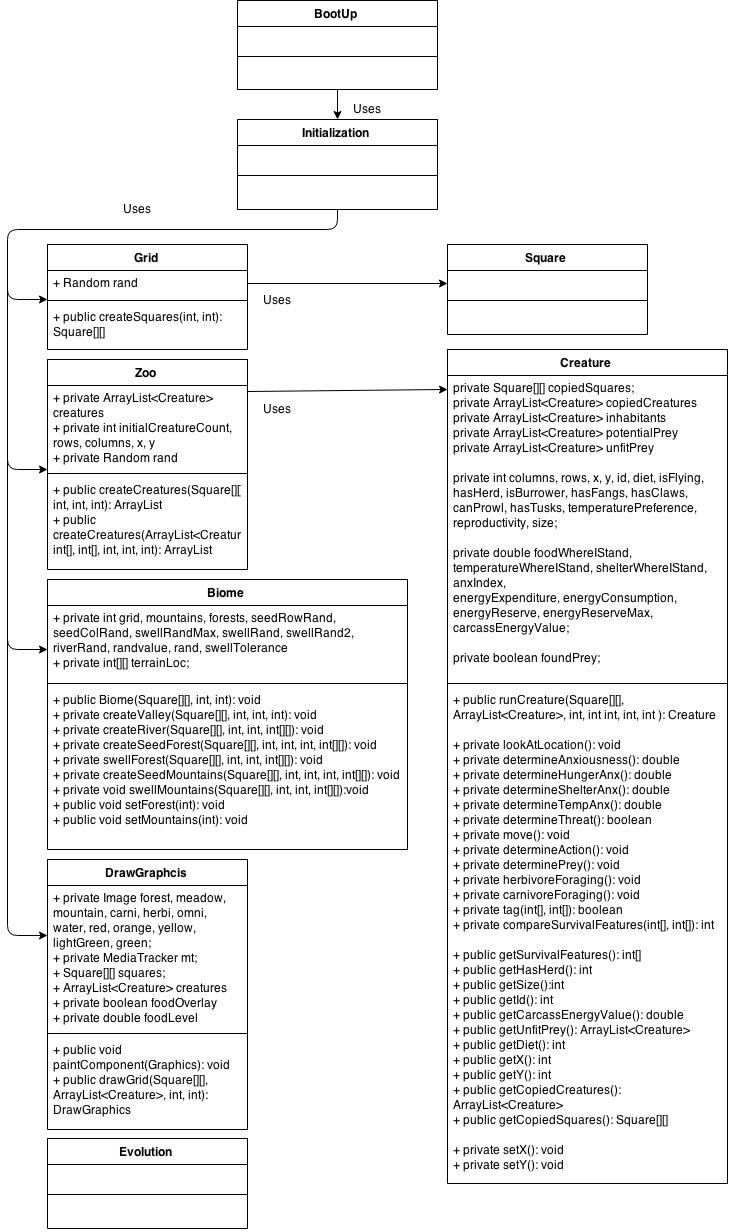 BootUp
Uses
Initialization
Uses
Grid
+ Random rand
+ public createSquares(int, int):
Square[][]
Uses
Square
Zoo
+ private ArrayList<Creature>
creatures
+ private int initialCreatureCount,
rows, columns, x, y
+ private Random rand
+ public createCreatures(Square[][
int, int, int): ArrayList
+ public
createCreatures(ArrayList<Creatur
int[], int[], int, int, int): ArrayList
Uses
Creature
private Square[][] copiedSquares;
private ArrayList<Creature> copiedCreatures
private ArrayList<Creature> inhabitants
private ArrayList<Creature> potentialPrey
private ArrayList<Creature> unfitPrey
private int columns, rows, x, y, id, diet, isFlying,
hasHerd, isBurrower, hasFangs, hasClaws,
canProwl, hasTusks, temperaturePreference,
reproductivity, size;
private double foodWhereIStand,
temperatureWhereIStand, shelterWhereIStand,
anxIndex,
energyExpenditure, energyConsumption,
energyReserve, energyReserveMax,
carcassEnergyValue;
private boolean foundPrey;
+ public runCreature(Square[][],
ArrayList<Creature>, int, int int, int, int ): Creature
+ private lookAtLocation(): void
+ private determineAnxiousness(): double
+ private determineHungerAnx(): double
+ private determineShelterAnx(): double
+ private determineTempAnx(): double
+ private determineThreat(): boolean
+ private move(): void
+ private determineAction(): void
+ private determinePrey(): void
+ private herbivoreForaging(): void
+ private carnivoreForaging(): void
+ private tag(int[], int[]): boolean
+ private compareSurvivalFeatures(int[], int[]): int
+ public getSurvivalFeatures(): int[]
+ public getHasHerd(): int
+ public getSize():int
+ public getId(): int
+ public getCarcassEnergyValue(): double
+ public getUnfitPrey(): ArrayList<Creature>
+ public getDiet(): int
+ public getX(): int
+ public getY(): int
+ public getCopiedCreatures():
ArrayList<Creature>
+ public getCopiedSquares(): Square[][]
+ private setX(): void
+ private setY(): void
Biome
+ private int grid, mountains, forests, seedRowRand,
seedColRand, swellRandMax, swellRand, swellRand2,
riverRand, randvalue, rand, swellTolerance
+ private int[][] terrainLoc;
+ public Biome(Square[][], int, int): void
+ private createValley(Square[][], int, int, int): void
+ private createRiver(Square[][], int, int, int[][]): void
+ private createSeedForest(Square[][], int, int, int, int[][]): void
+ private swellForest(Square[][], int, int, int[][]): void
+ private createSeedMountains(Square[][], int, int, int, int[][]): void
+ private void swellMountains(Square[][], int, int, int[][]):void
+ public void setForest(int): void
+ public void setMountains(int): void
DrawGraphcis
+ private Image forest, meadow,
mountain, carni, herbi, omni,
water, red, orange, yellow,
lightGreen, green;
+ private MediaTracker mt;
+ Square[][] squares;
+ ArrayList<Creature> creatures
+ private boolean foodOverlay
+ private double foodLevel
+ public void
paintComponent(Graphics): void
+ public drawGrid(Square[][],
ArrayList<Creature>, int, int):
DrawGraphics
Evolution